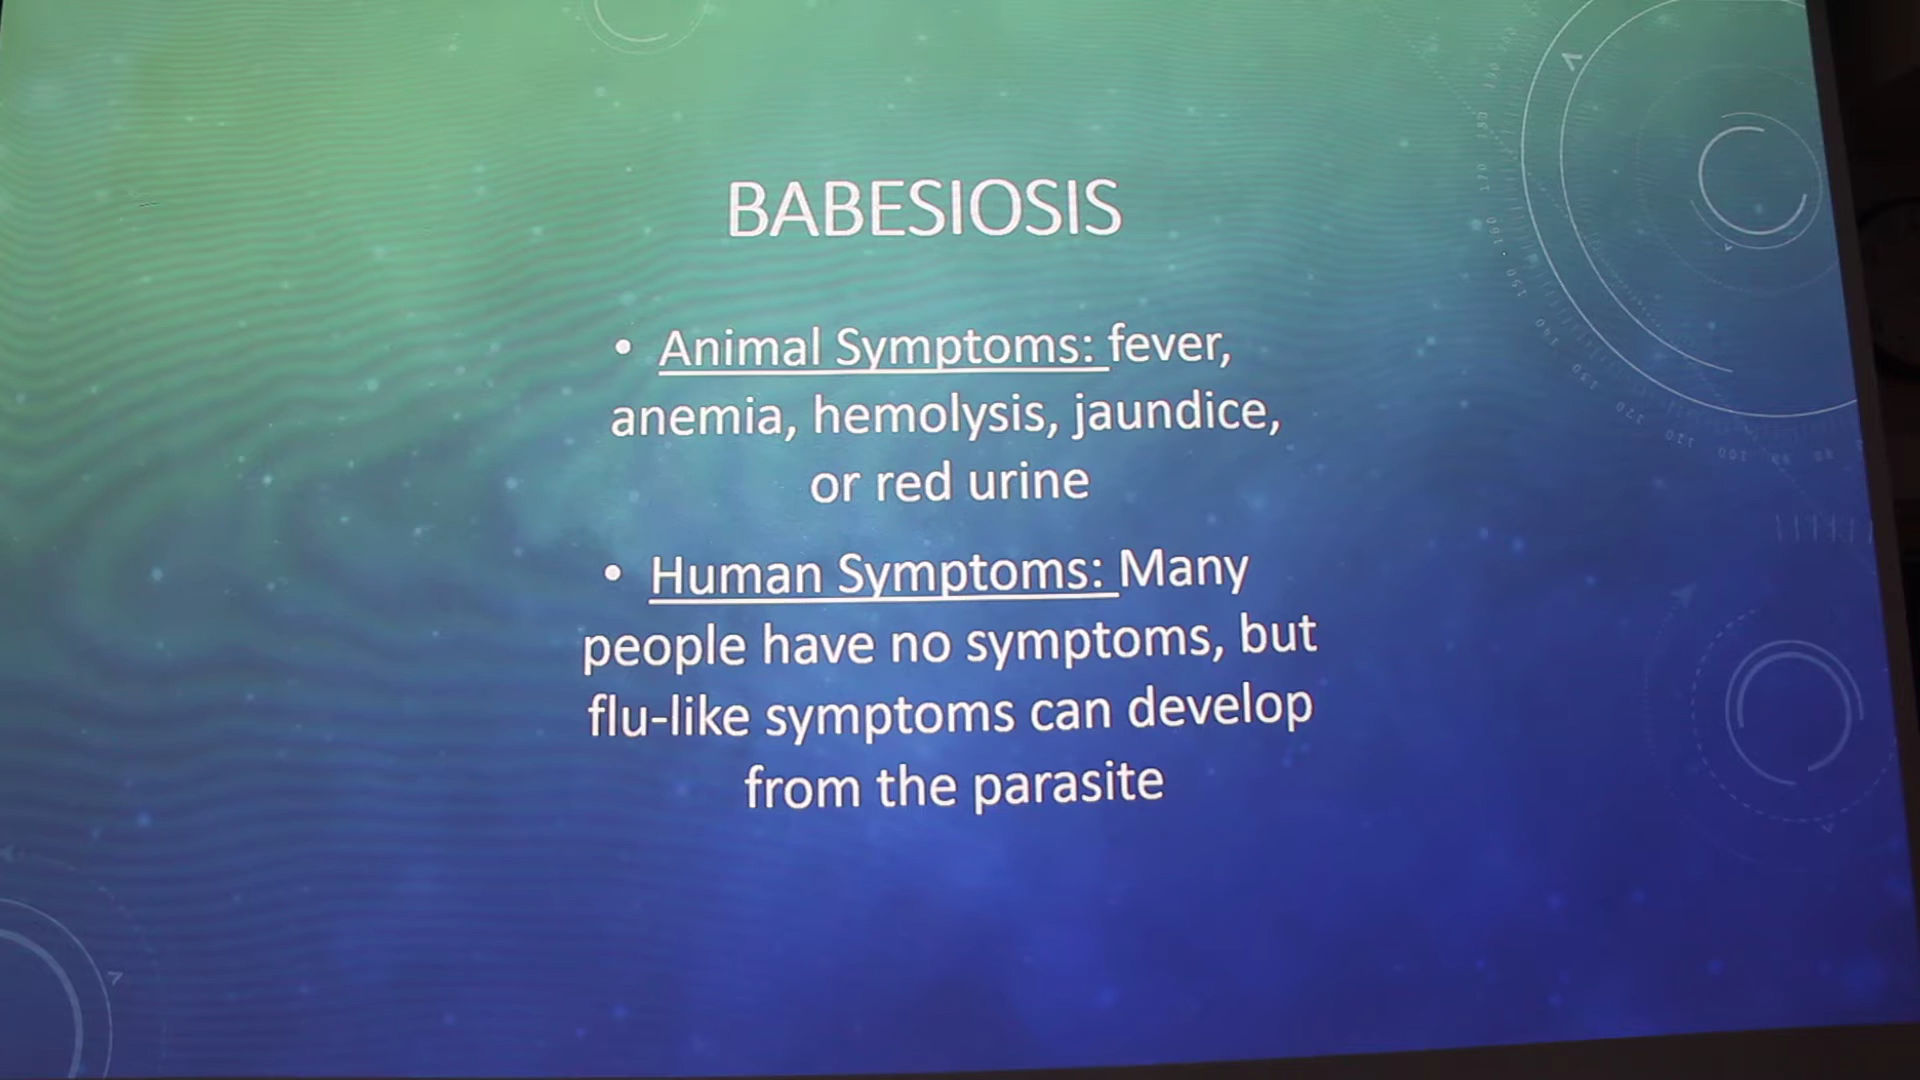 BABESIOSIS
• Animal Symptoms: fever,
anemia, hemolysis, jaundice,
or red urine
• Human Symptoms: Many
people have no symptoms, but
flu-like symptoms can develop
from the parasite